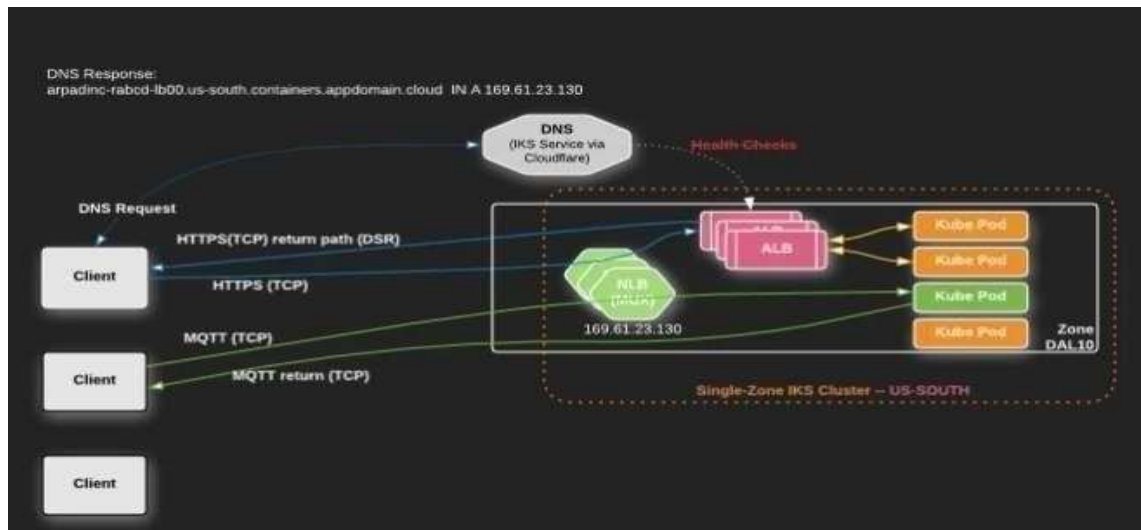 DNS Response:
arpadinc-rabcd-lb00.us-south.containers.appdomain.cloud IN A 169.61.23.130
DNS
(IKS Service via
Cloudflare)
Health Checks
DNS Request
HTTPS(TCP) return path (DSR)
Client
HTTPS (TCP)
ALB
ALB
NLB
(MUX)
169.61.23.130
Kube Pod
Kube Pod
Kube Pod
Kube Pod
Zone
DAL10
MQTT (TCP)
MQTT return (TCP)
Client
Single-Zone IKS Cluster -- US-SOUTH
Client